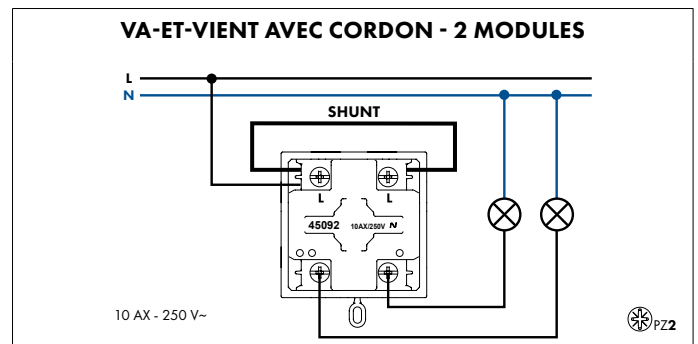 VA-ET-VIENT AVEC CORDON - 2 MODULES
L
N
SHUNT
L L
45092 10AX/250V N
10 AX - 250 V~
PZ2